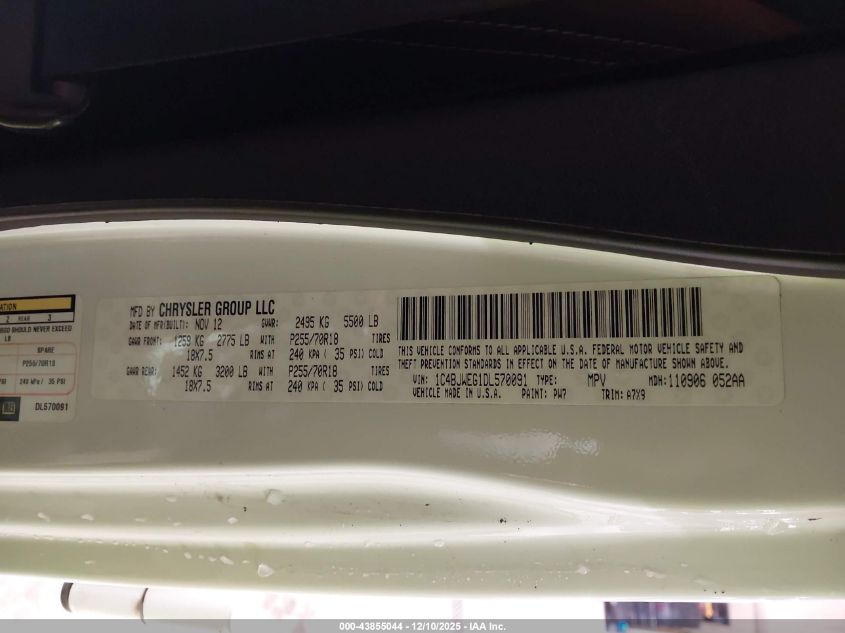 ATION
2 REAR 3
RGO SHOULD NEVER EXCEED
LB
SPARE
P255/70R18
PSI 240 KPA / 35 PSI
DL570091
MFD BY CHRYSLER GROUP LLC
DATE OF MFR(BUILT): NOV 12 GVWR: 2495 KG 5500 LB
GAWR FRONT: 1259 KG 2775 LB WITH P255/70R18 TIRES
18X7.5 RIMS AT 240 KPA ( 35 PSI) COLD
GAWR REAR: 1452 KG 3200 LB WITH P255/70R18 TIRES
18X7.5 RIMS AT 240 KPA ( 35 PSI) COLD
THIS VEHICLE CONFORMS TO ALL APPLICABLE U.S.A. FEDERAL MOTOR VEHICLE SAFETY AND
THEFT PREVENTION STANDARDS IN EFFECT ON THE DATE OF MANUFACTURE SHOWN ABOVE.
VIN: 1C4BJWEG1DL570091 TYPE: MPV MDH: 110906 052AA
VEHICLE MADE IN U.S.A. PAINT: PW7 TRIM: A7X9
000-43855044 - 12/10/2025 - IAA Inc.